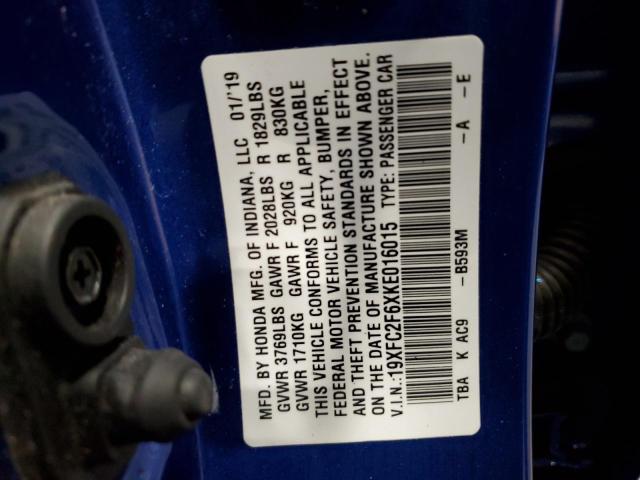 MFD. BY HONDA MFG. OF INDIANA, LLC 01/'19
GVWR 3769LBS GAWR F 2028LBS R 1829LBS
GVWR 1710KG GAWR F 920KG R 830KG
THIS VEHICLE CONFORMS TO ALL APPLICABLE
FEDERAL MOTOR VEHICLE SAFETY, BUMPER,
AND THEFT PREVENTION STANDARDS IN EFFECT
ON THE DATE OF MANUFACTURE SHOWN ABOVE.
V.I.N.:19XFC2F6XKE016015 TYPE: PASSENGER CAR
TBA K AC9 - B593M - A - E